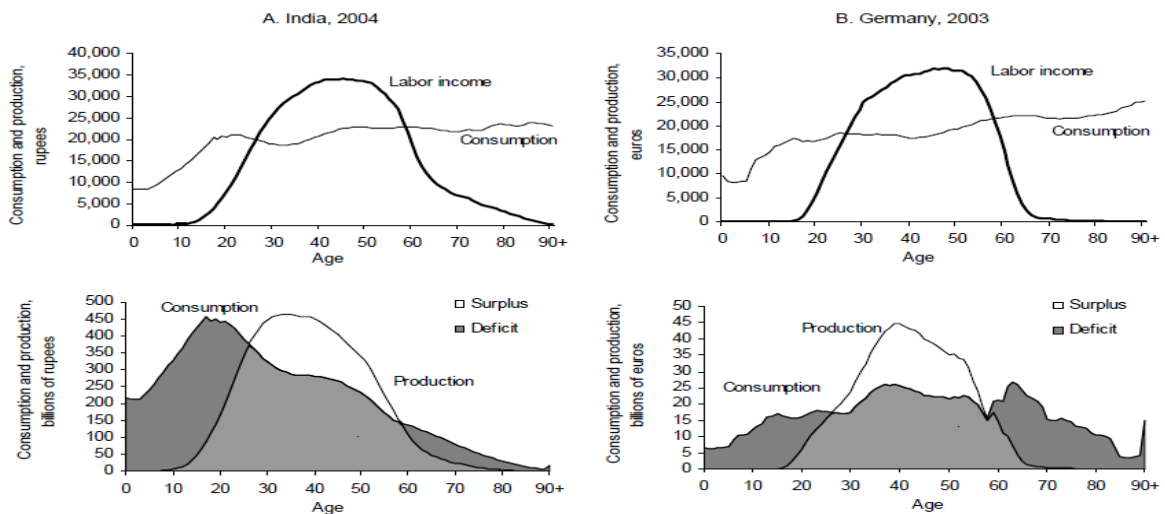 A. India, 2004
Consumption and production,
rupees
40,000
35,000
30,000
25,000
20,000
15,000
10,000
5,000
0
Labor income
Consumption
0 10 20 30 40 50 60 70 80 90+
Age
B. Germany, 2003
Consumption and production,
euros
35,000
30,000
25,000
20,000
15,000
10,000
5,000
0
Labor income
Consumption
0 10 20 30 40 50 60 70 80 90+
Age
Consumption and production,
billions of rupees
500
450
400
350
300
250
200
150
100
50
0
Consumption
Surplus
Deficit
Production
0 10 20 30 40 50 60 70 80 90+
Age
Consumption and production,
billions of euros
50
45
40
35
30
25
20
15
10
5
0
Surplus
Deficit
Production
Consumption
0 10 20 30 40 50 60 70 80 90+
Age